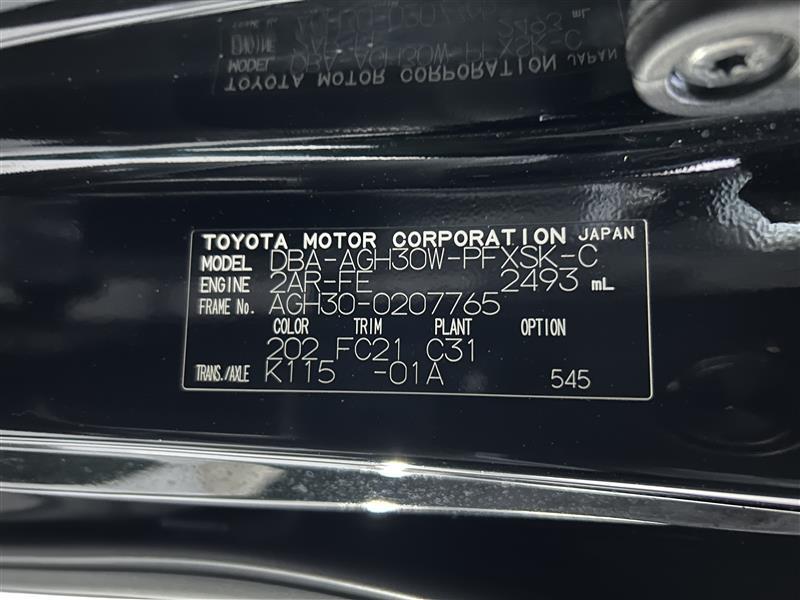 TOYOTA MOTOR CORPORATION JAPAN
MODEL DBA-AGH30W-PFXSK-C
ENGINE 2AR-FE 2493 mL
FRAME No. AGH30-0207765
COLOR TRIM PLANT OPTION
202 FC21 C31
TRANS./AXLE K115 -01A 545